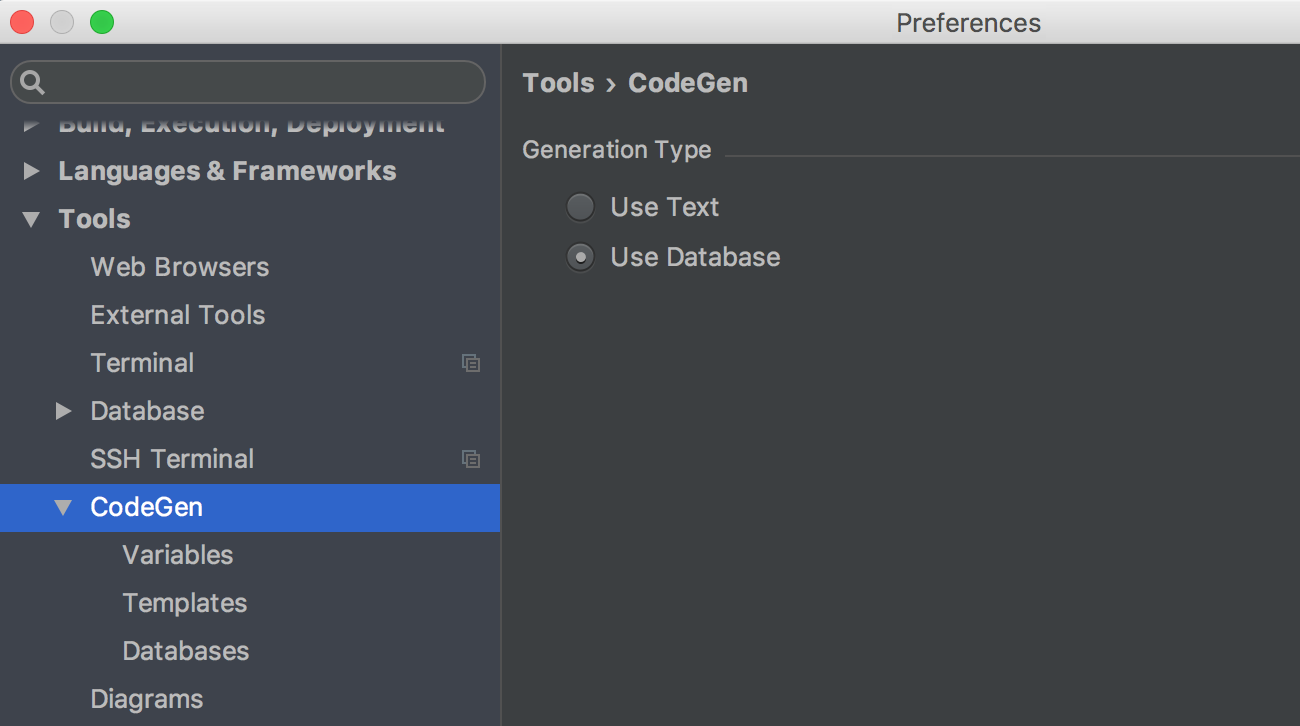 Preferences
Build, Execution, Deployment
Languages & Frameworks
Tools
Web Browsers
External Tools
Terminal
Database
SSH Terminal
CodeGen
Variables
Templates
Databases
Diagrams
Tools › CodeGen
Generation Type
Use Text
Use Database